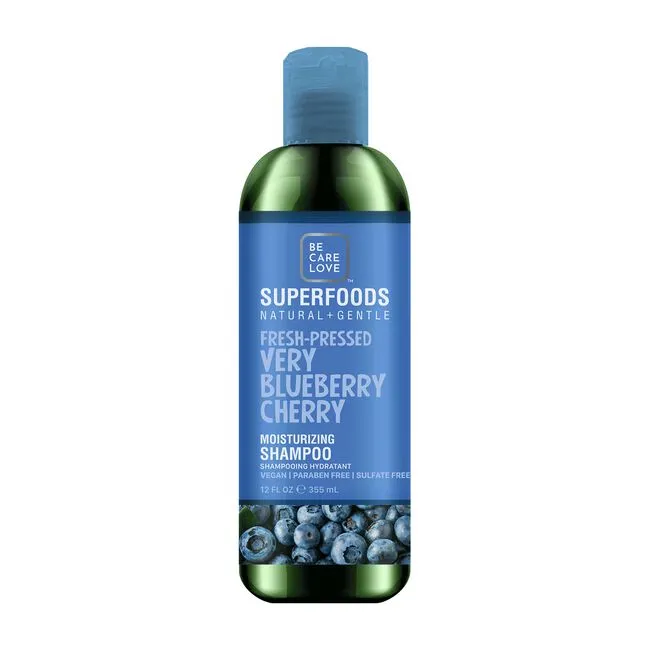 BE
CARE
LOVE
™
SUPERFOODS
NATURAL+GENTLE
FRESH-PRESSED
VERY
BLUEBERRY
CHERRY
MOISTURIZING
SHAMPOO
SHAMPOOING HYDRATANT
VEGAN | PARABEN FREE | SULFATE FREE
12 FL OZ ℮ 355 mL